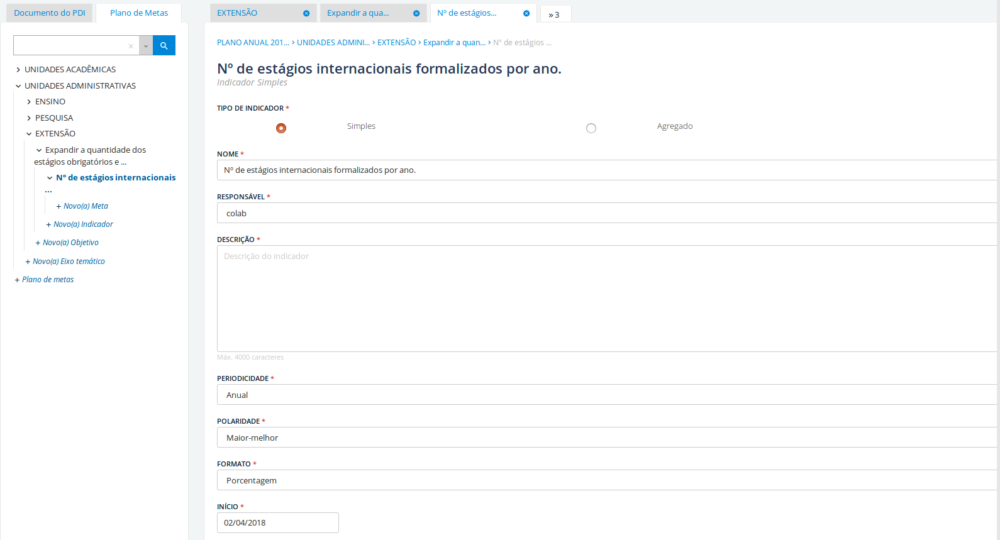 Documento do PDI
Plano de Metas
EXTENSÃO
Expandir a qua...
Nº de estágios...
» 3
UNIDADES ACADÊMICAS
UNIDADES ADMINISTRATIVAS
ENSINO
PESQUISA
EXTENSÃO
Expandir a quantidade dos
estágios obrigatórios e ...
Nº de estágios internacionais
...
+ Novo(a) Meta
+ Novo(a) Indicador
+ Novo(a) Objetivo
+ Novo(a) Eixo temático
+ Plano de metas
PLANO ANUAL 201... › UNIDADES ADMINI... › EXTENSÃO › Expandir a quan... › Nº de estágios ...
Nº de estágios internacionais formalizados por ano.
Indicador Simples
TIPO DE INDICADOR *
Simples
Agregado
NOME *
Nº de estágios internacionais formalizados por ano.
RESPONSÁVEL *
colab
DESCRIÇÃO *
Descrição do indicador
Máx. 4000 caracteres
PERIODICIDADE *
Anual
POLARIDADE *
Maior-melhor
FORMATO *
Porcentagem
INÍCIO *
02/04/2018